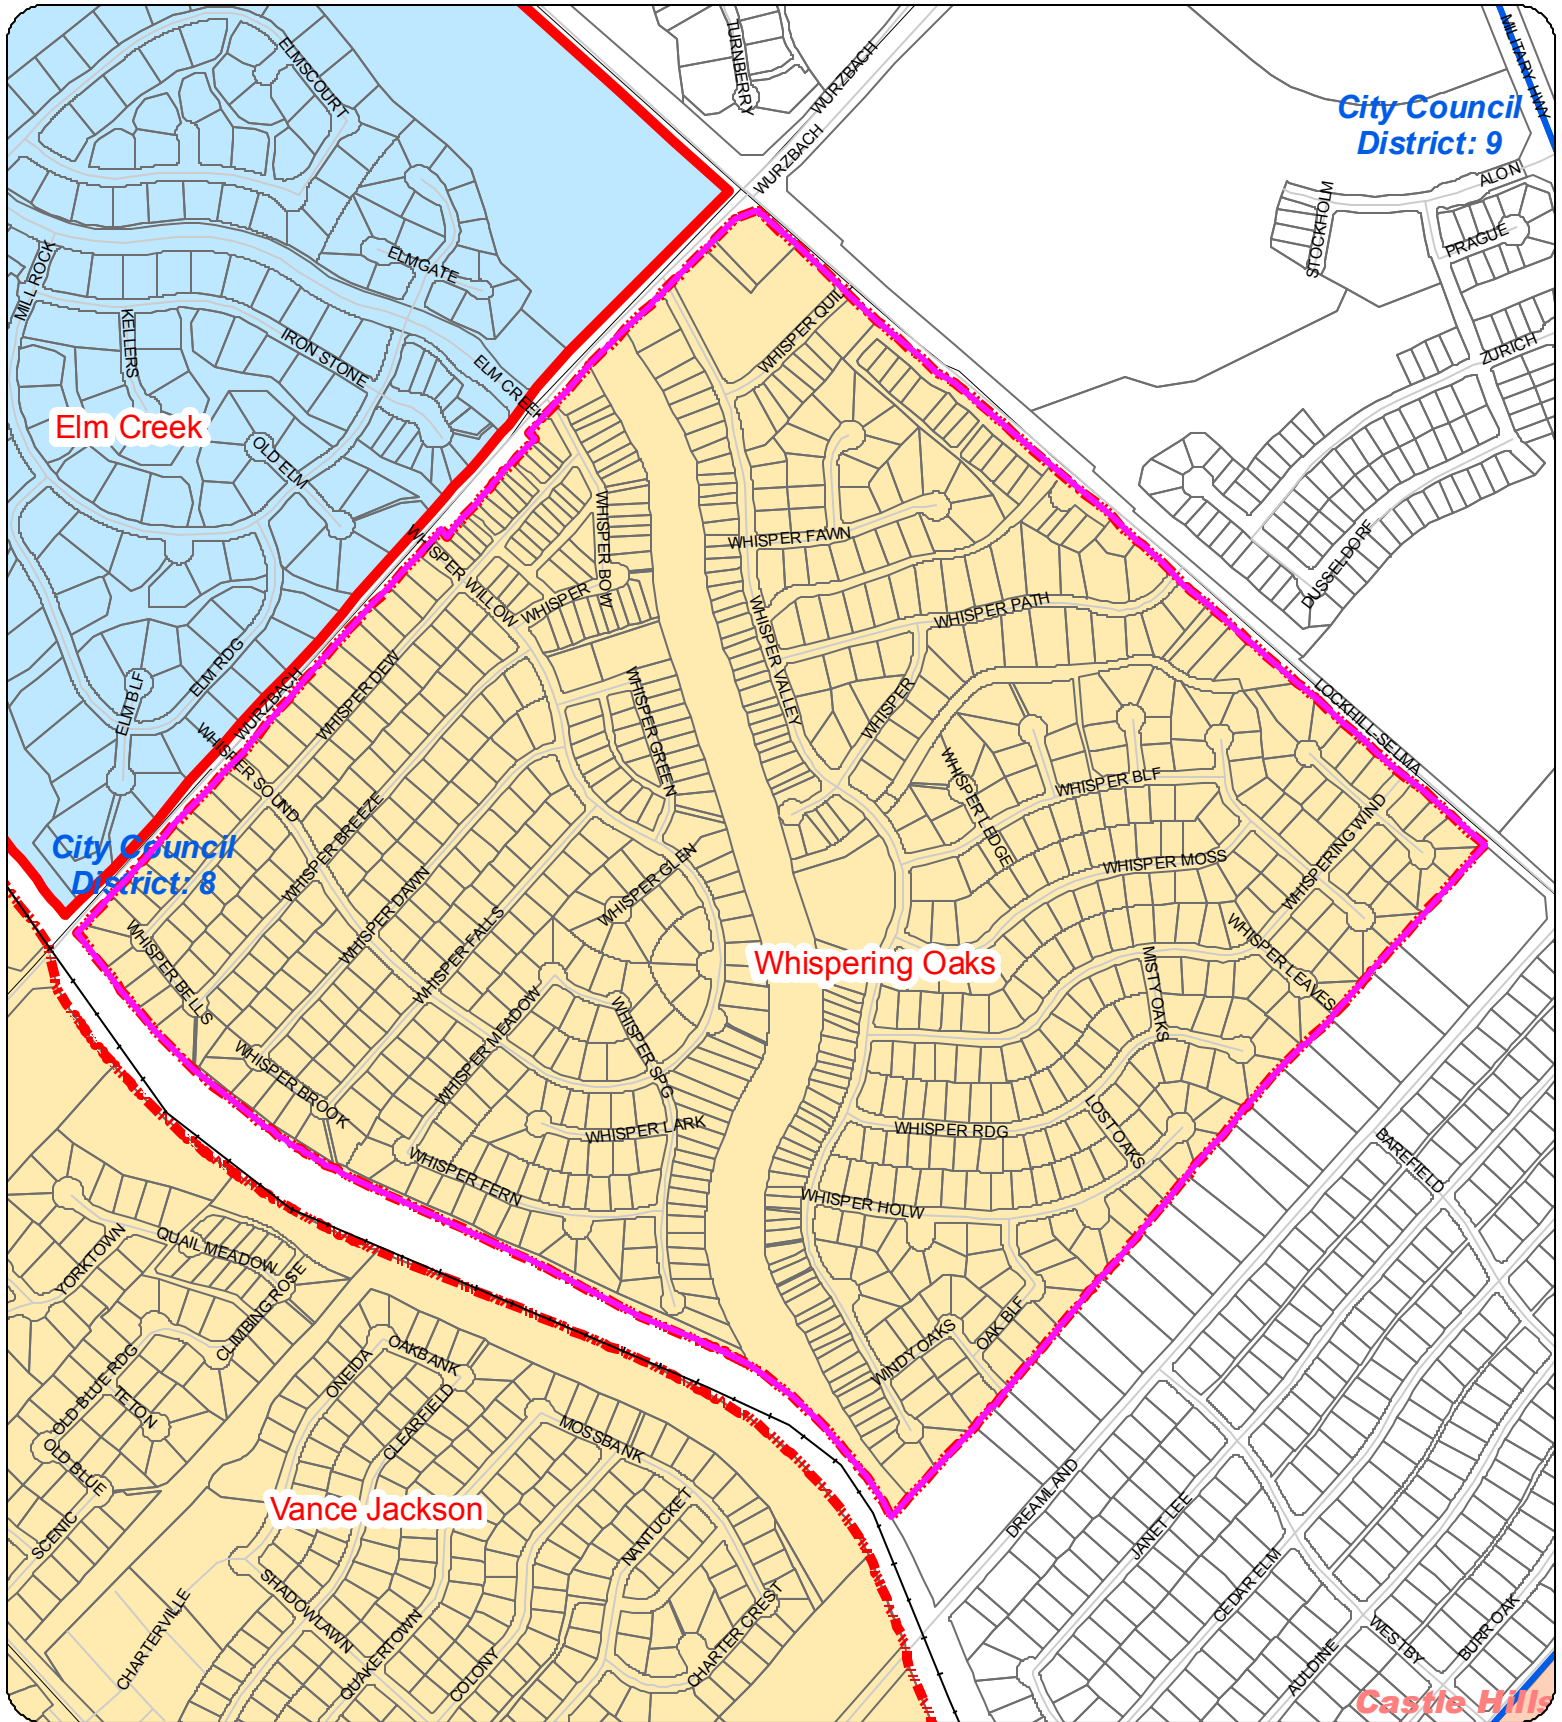 TURNBERRY
WURZBACH
MILITARY HWY
ELMSCOURT
City Council
District: 9
WURZBACH
ALON
STOCKHOLM
PRAGUE
ELMGATE
MILL ROCK
KELLERS
IRON STONE
WHISPER QUIL
ZURICH
ELM CREEK
Elm Creek
OLD ELM
WHISPER BOW
WHISPER FAWN
WHISPER WILLOW
DUSSELDORF
WHISPER
WHISPER PATH
WHISPER VALLEY
ELM RDG
ELM BLF
WURZBACH
WHISPER DEW
WHISPER GREEN
WHISPER
LOCKHILL-SELMA
WHISPER SOUND
WHISPER LEDGE
WHISPER BLF
WHISPER BREEZE
WHISPERING WIND
City Council
District: 8
WHISPER GLEN
WHISPER MOSS
WHISPER DAWN
WHISPER FALLS
WHISPER LEAVES
WHISPER BELLS
Whispering Oaks
MISTY OAKS
WHISPER MEADOW
WHISPER SPG
WHISPER BROOK
WHISPER LARK
WHISPER RDG
LOST OAKS
BAREFIELD
WHISPER FERN
WHISPER HOLW
YORKTOWN
QUAIL MEADOW
CLIMBING ROSE
OAK BLF
WINDY OAKS
OLD BLUE RDG
ONEIDA
OAKBANK
TETON
CLEARFIELD
MOSSBANK
OLD BLUE
Vance Jackson
DREAMLAND
SCENIC
NANTUCKET
JANET LEE
CEDAR ELM
SHADOWLAWN
CHARTERVILLE
QUAKERTOWN
COLONY
CHARTER CREST
WESTBY
BURR OAK
AULDINE
Castle Hills